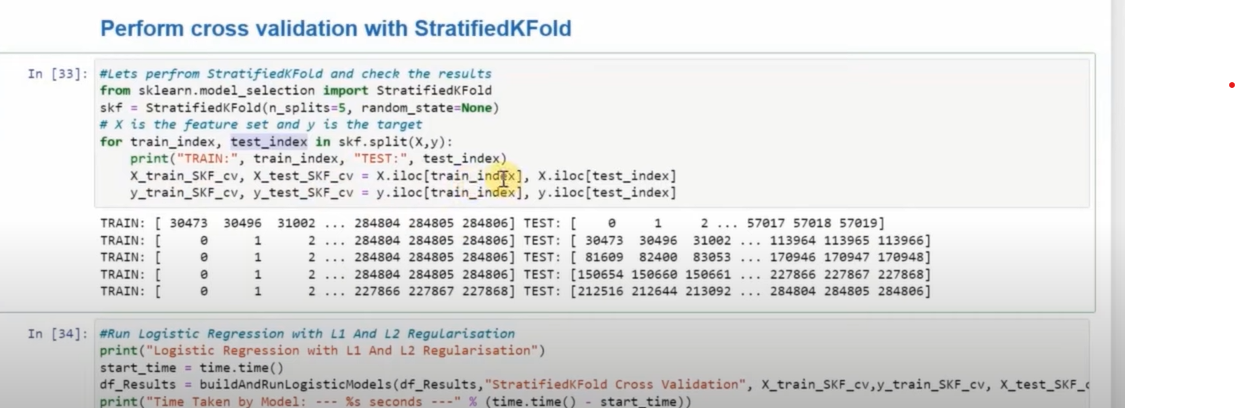 Perform cross validation with StratifiedKFold
In [33]: #Lets perfrom StratifiedKFold and check the results
from sklearn.model_selection import StratifiedKFold
skf = StratifiedKFold(n_splits=5, random_state=None)
# X is the feature set and y is the target
for train_index, test_index in skf.split(X,y):
    print("TRAIN:", train_index, "TEST:", test_index)
    X_train_SKF_cv, X_test_SKF_cv = X.iloc[train_index], X.iloc[test_index]
    y_train_SKF_cv, y_test_SKF_cv = y.iloc[train_index], y.iloc[test_index]
TRAIN: [ 30473  30496  31002 ... 284804 284805 284806] TEST: [    0     1     2 ... 57017 57018 57019]
TRAIN: [     0      1      2 ... 284804 284805 284806] TEST: [ 30473  30496  31002 ... 113964 113965 113966]
TRAIN: [     0      1      2 ... 284804 284805 284806] TEST: [ 81609  82400  83053 ... 170946 170947 170948]
TRAIN: [     0      1      2 ... 284804 284805 284806] TEST: [150654 150660 150661 ... 227866 227867 227868]
TRAIN: [     0      1      2 ... 227866 227867 227868] TEST: [212516 212644 213092 ... 284804 284805 284806]
In [34]: #Run Logistic Regression with L1 And L2 Regularisation
print("Logistic Regression with L1 And L2 Regularisation")
start_time = time.time()
df_Results = buildAndRunLogisticModels(df_Results,"StratifiedKFold Cross Validation", X_train_SKF_cv,y_train_SKF_cv, X_test_SKF_c
print("Time Taken by Model: --- %s seconds ---" % (time.time() - start_time))